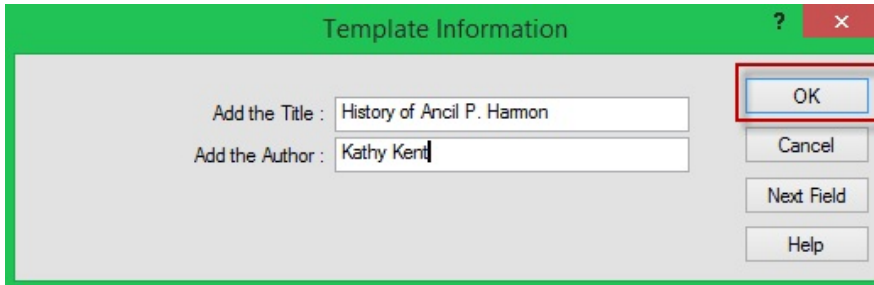 Template Information
?
×
Add the Title : History of Ancil P. Harmon
Add the Author : Kathy Kent
OK
Cancel
Next Field
Help